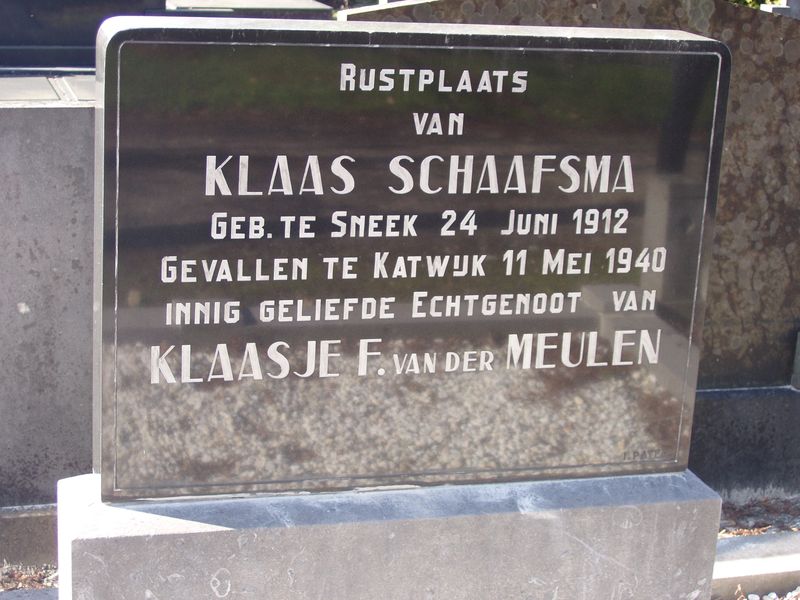 RUSTPLAATS
VAN
KLAAS SCHAAFSMA
GEB. TE SNEEK 24 JUNI 1912
GEVALLEN TE KATWIJK 11 MEI 1940
INNIG GELIEFDE ECHTGENOOT VAN
KLAASJE F. VAN DER MEULEN